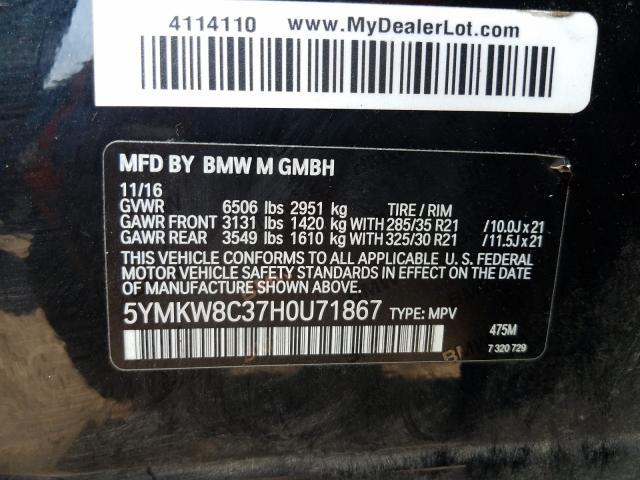 4114110 www.MyDealerLot.com
MFD BY BMW M GMBH
11/16
GVWR 6506 lbs 2951 kg TIRE / RIM
GAWR FRONT 3131 lbs 1420 kg WITH 285/35 R21 /10.0J x 21
GAWR REAR 3549 lbs 1610 kg WITH 325/30 R21 /11.5J x 21
THIS VEHICLE CONFORMS TO ALL APPLICABLE U. S. FEDERAL
MOTOR VEHICLE SAFETY STANDARDS IN EFFECT ON THE DATE
OF MANUFACTURE SHOWN ABOVE.
5YMKW8C37H0U71867 TYPE: MPV
475M
7 320 729